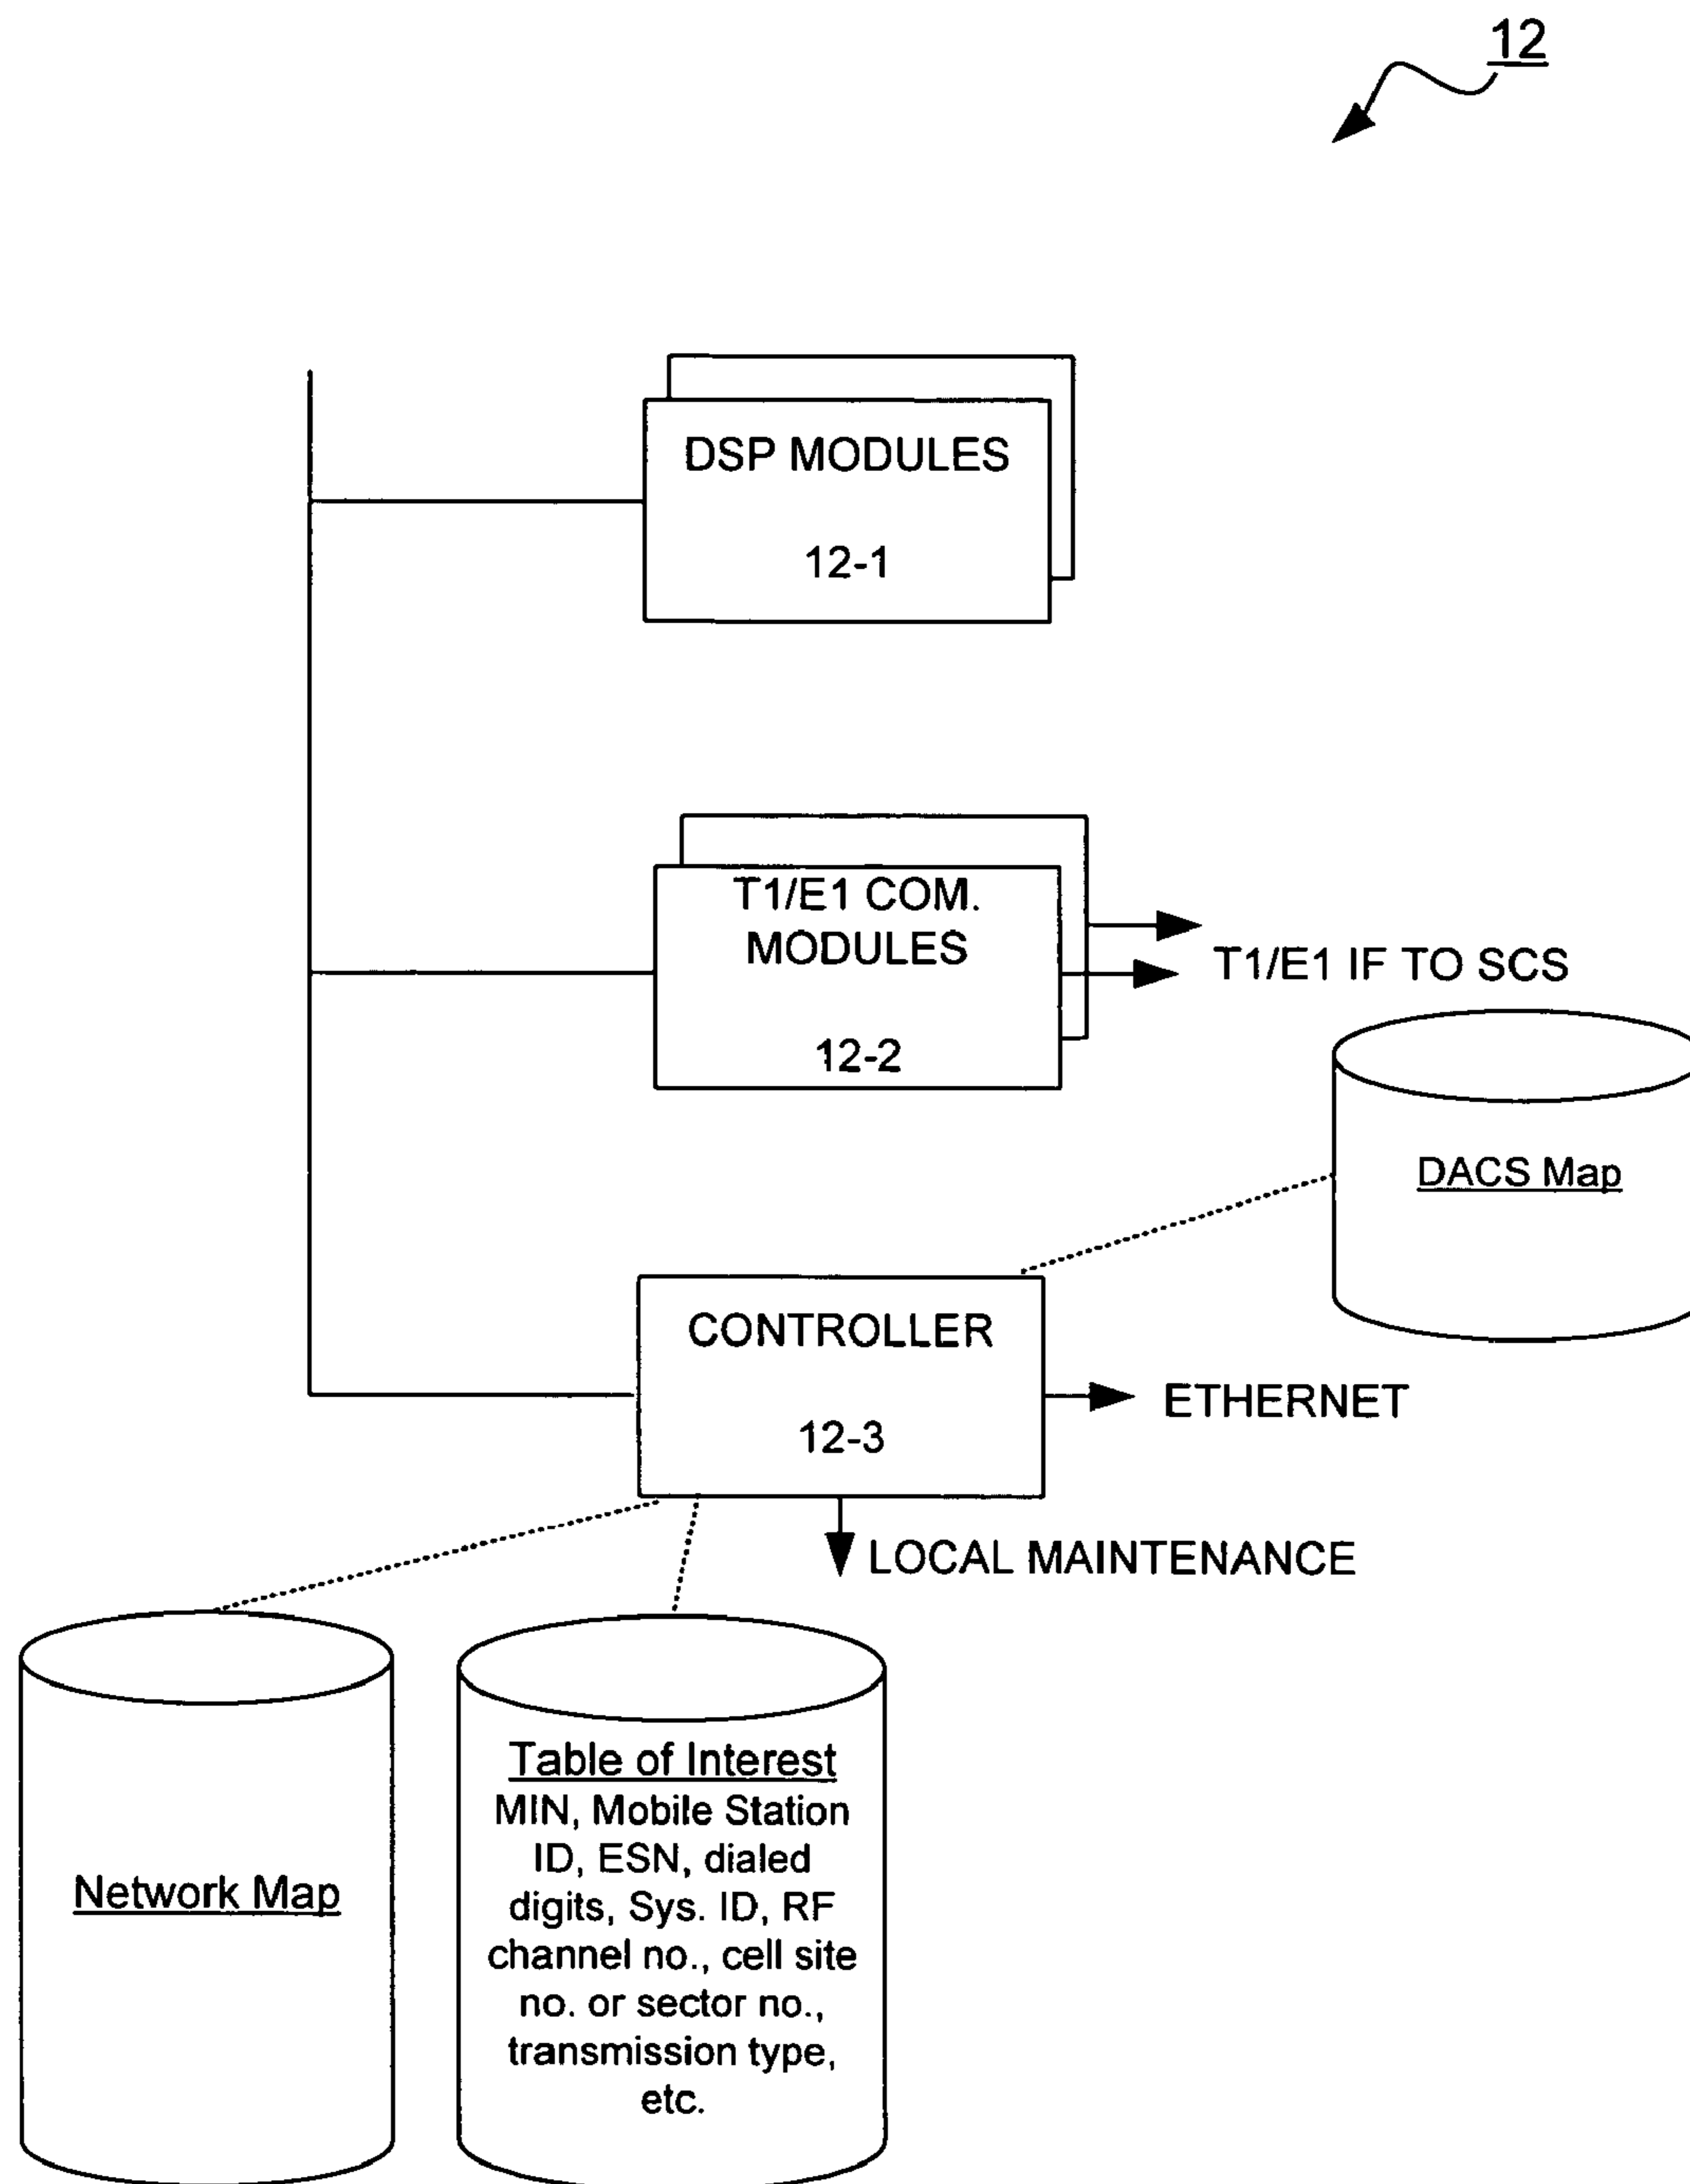 12
DSP MODULES
12-1
T1/E1 COM.
MODULES
12-2
T1/E1 IF TO SCS
DACS Map
CONTROLLER
12-3
ETHERNET
LOCAL MAINTENANCE
Network Map
Table of Interest
MIN, Mobile Station
ID, ESN, dialed
digits, Sys. ID, RF
channel no., cell site
no. or sector no.,
transmission type,
etc.